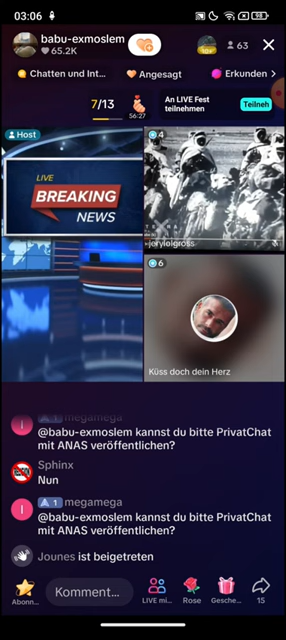 03:06
98
babu-exmoslem
65.2K
63
Chatten und Int...
Angesagt
Erkunden
7/13
56:27
An LIVE Fest
teilnehmen
Teilneh
Host
4
LIVE
BREAKING
NEWS
jerylolgross
6
Küss doch dein Herz
1 megamega
@babu-exmoslem kannst du bitte PrivatChat
mit ANAS veröffentlichen?
Sphinx
Nun
1 megamega
@babu-exmoslem kannst du bitte PrivatChat
mit ANAS veröffentlichen?
Jounes ist beigetreten
Abonn...
Komment...
LIVE mi...
Rose
Gesche...
15